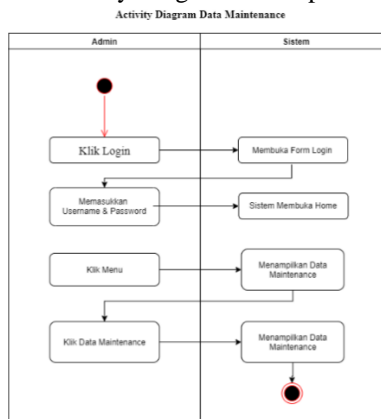 Activity Diagram Data Maintenance
Admin
Sistem
Klik Login
Membuka Form Login
Memasukkan
Username & Password
Sistem Membuka Home
Klik Menu
Menampilkan Data
Maintenance
Klik Data Maintenance
Menampilkan Data
Maintenance